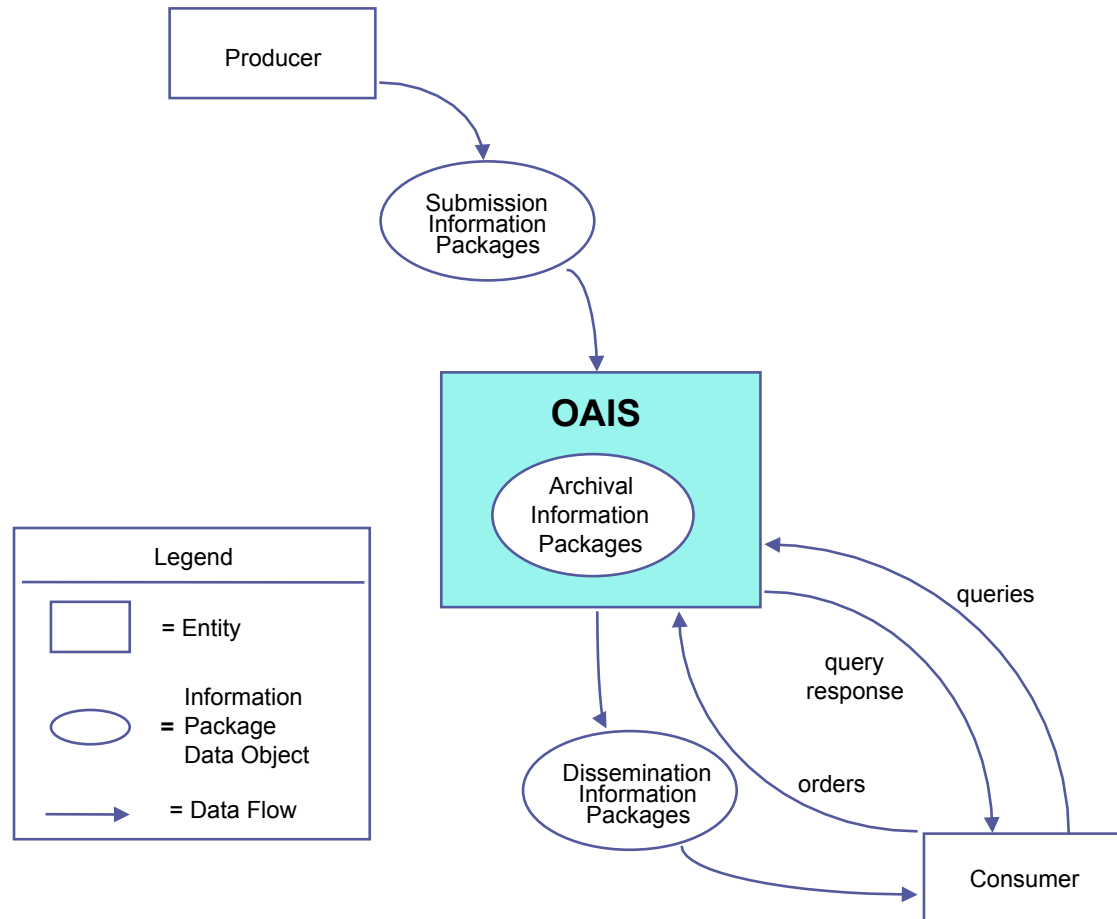 Producer
Submission
Information
Packages
OAIS
Archival
Information
Packages
queries
query
response
orders
Dissemination
Information
Packages
Consumer
Legend
= Entity
Information
= Package
Data Object
= Data Flow